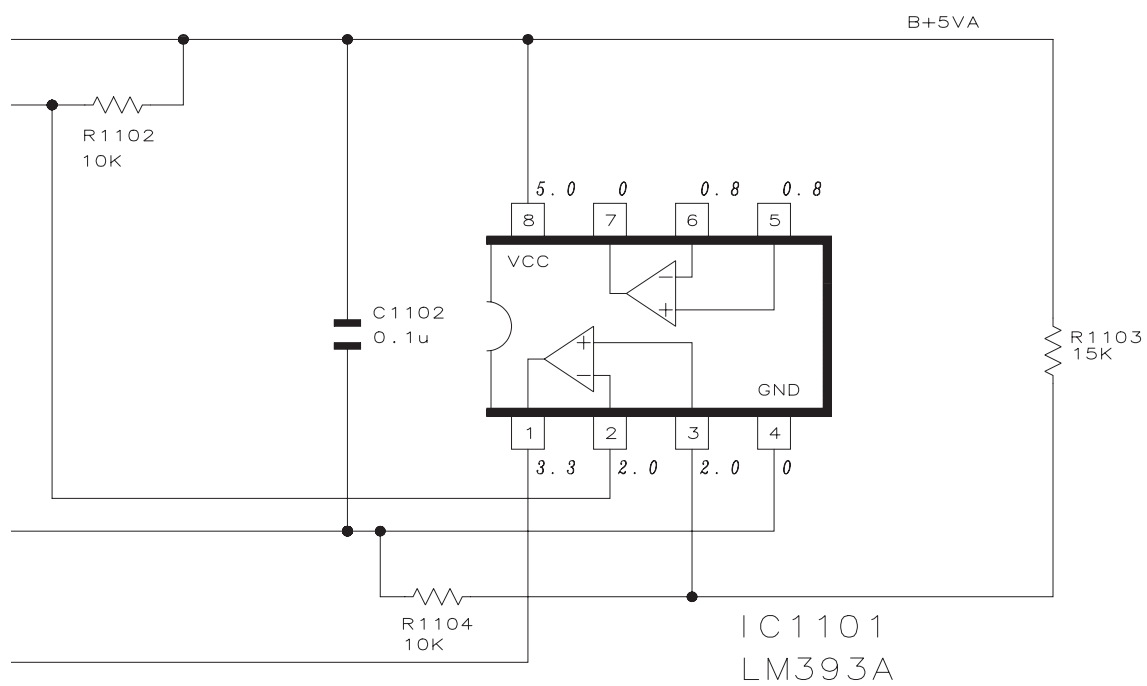 B+5VA
R1102
10K
5.0 0 0.8 0.8
8 7 6 5
VCC
C1102
0.1u
R1103
15K
GND
1 2 3 4
3.3 2.0 2.0 0
R1104
10K
IC1101
LM393A